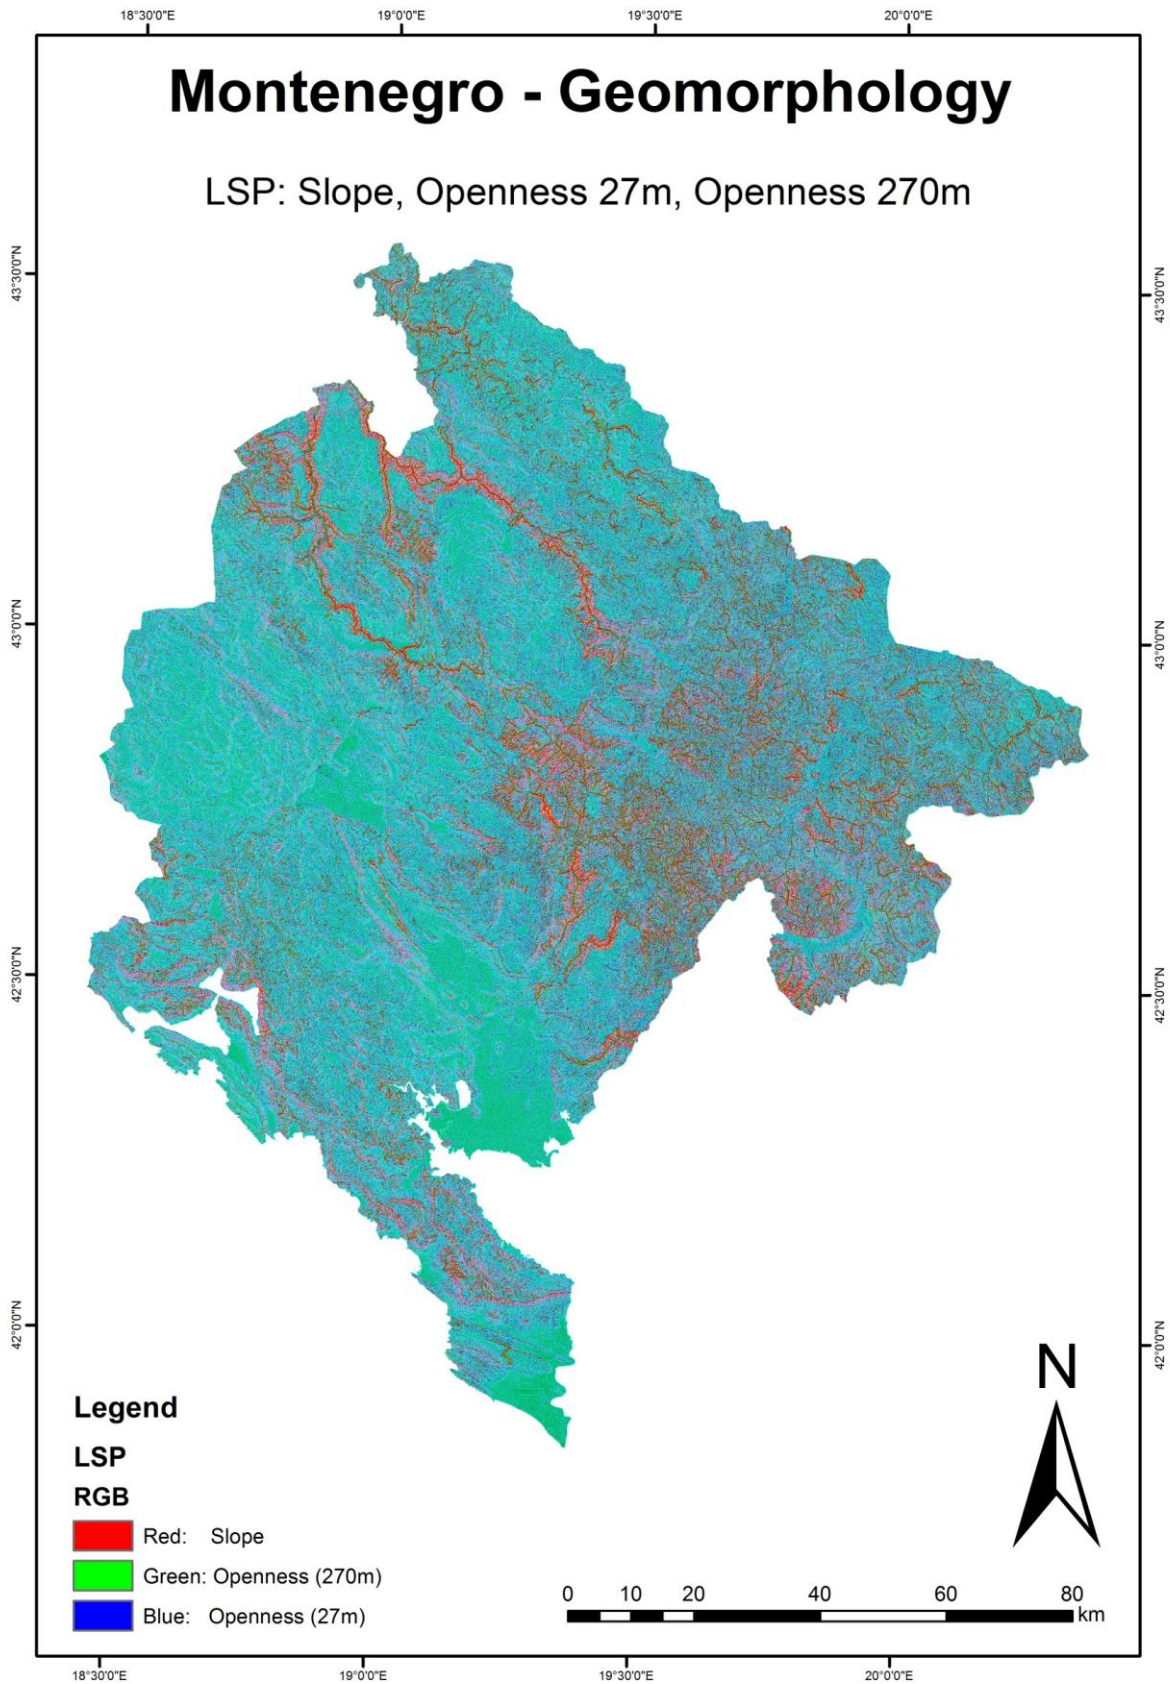 18°30'0"E 19°0'0"E 19°30'0"E 20°0'0"E
Montenegro - Geomorphology
LSP: Slope, Openness 27m, Openness 270m
43°30'0"N
43°30'0"N
43°0'0"N
43°0'0"N
42°30'0"N
42°30'0"N
42°0'0"N
42°0'0"N
N
Legend
LSP
RGB
Red: Slope
Green: Openness (270m)
Blue: Openness (27m)
0 10 20 40 60 80
km
18°30'0"E 19°0'0"E 19°30'0"E 20°0'0"E